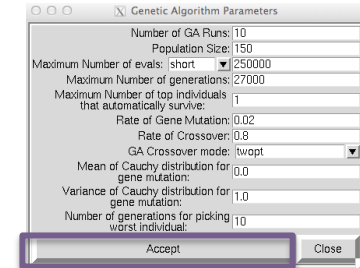 Genetic Algorithm Parameters
Number of GA Runs: 10
Population Size: 150
Maximum Number of evals: short 250000
Maximum Number of generations: 27000
Maximum Number of top individuals
that automatically survive: 1
Rate of Gene Mutation: 0.02
Rate of Crossover: 0.8
GA Crossover mode: twopt
Mean of Cauchy distribution for
gene mutation: 0.0
Variance of Cauchy distribution for
gene mutation: 1.0
Number of generations for picking
worst individual: 10
Accept Close